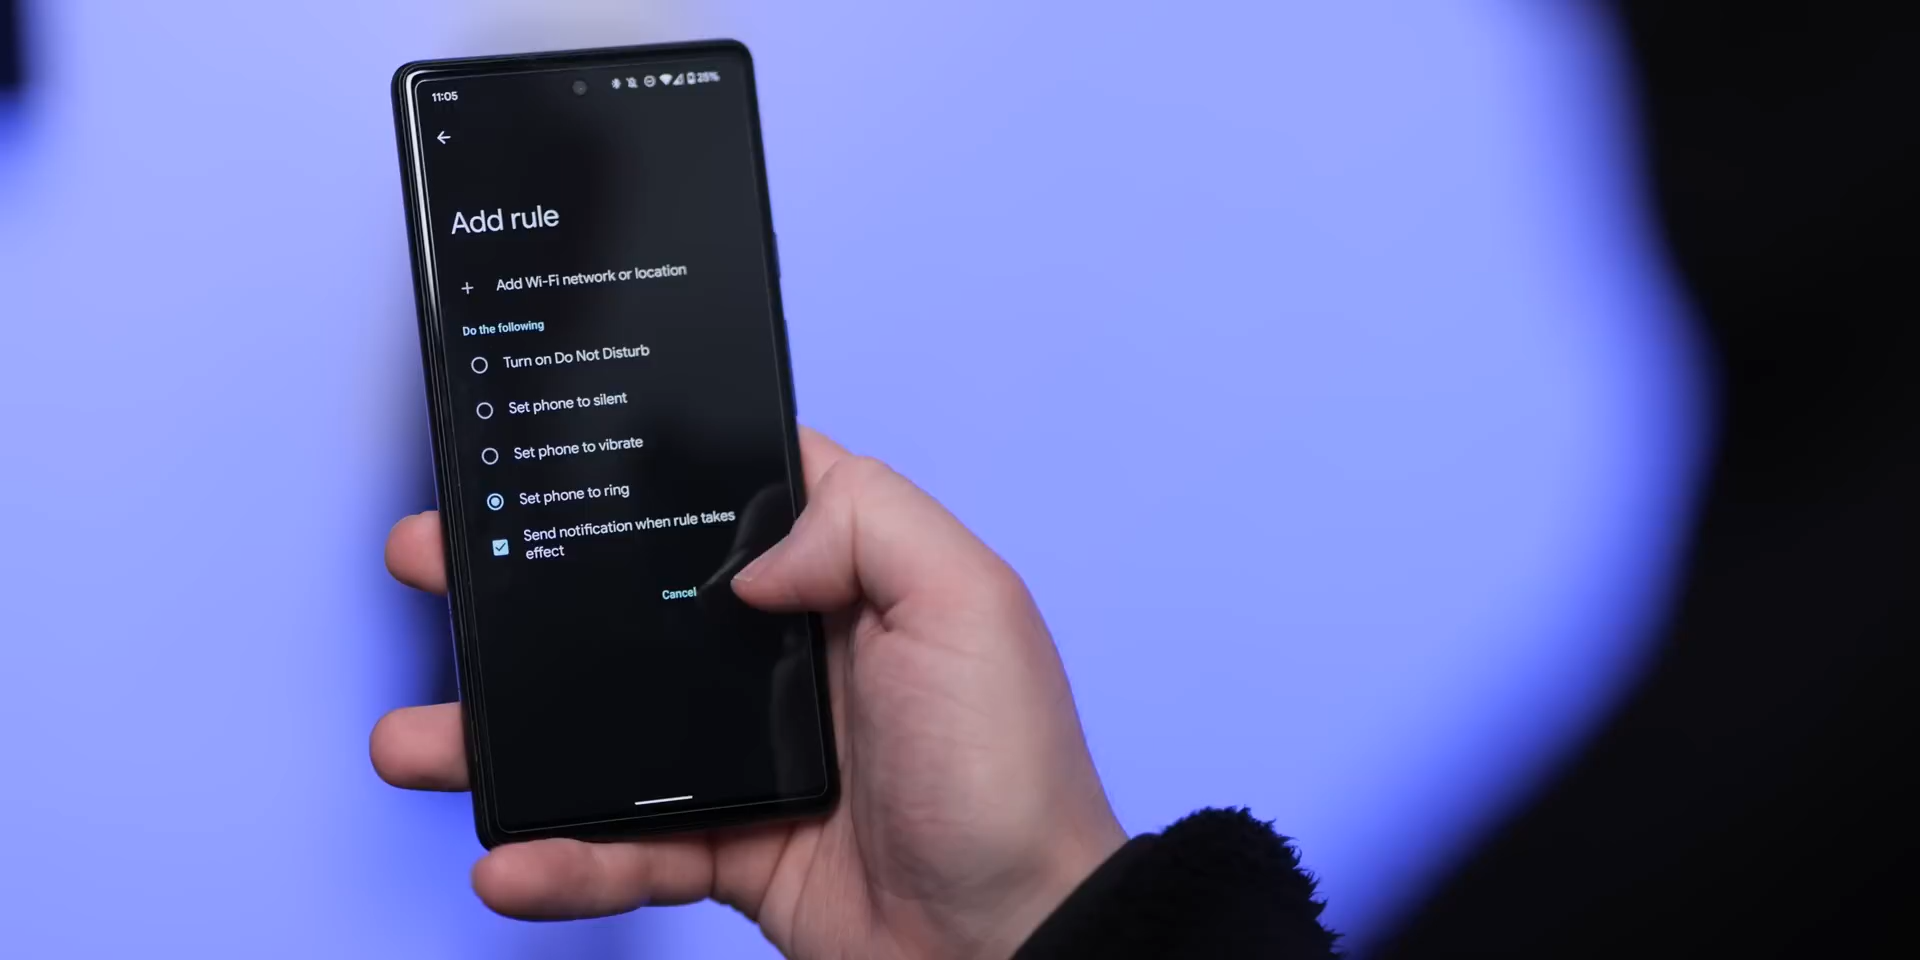 11:05
25%
Add rule
Add Wi-Fi network or location
Do the following
Turn on Do Not Disturb
Set phone to silent
Set phone to vibrate
Set phone to ring
Send notification when rule takes
effect
Cancel